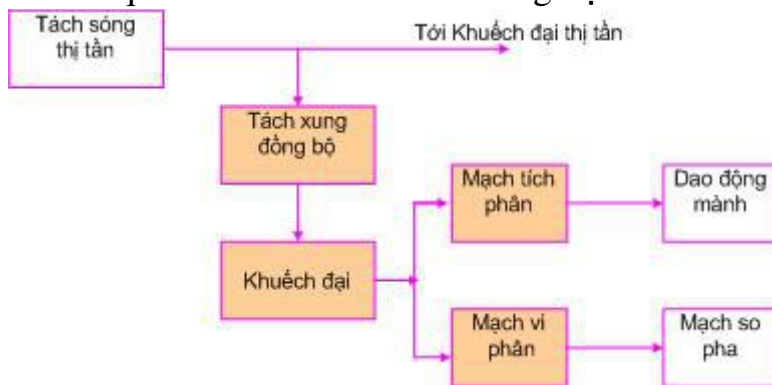 Tách sóng
thị tần
Tới Khuếch đại thị tần
Tách xung
đồng bộ
Mạch tích
phân
Dao động
mành
Khuếch đại
Mạch vi
phân
Mạch so
pha